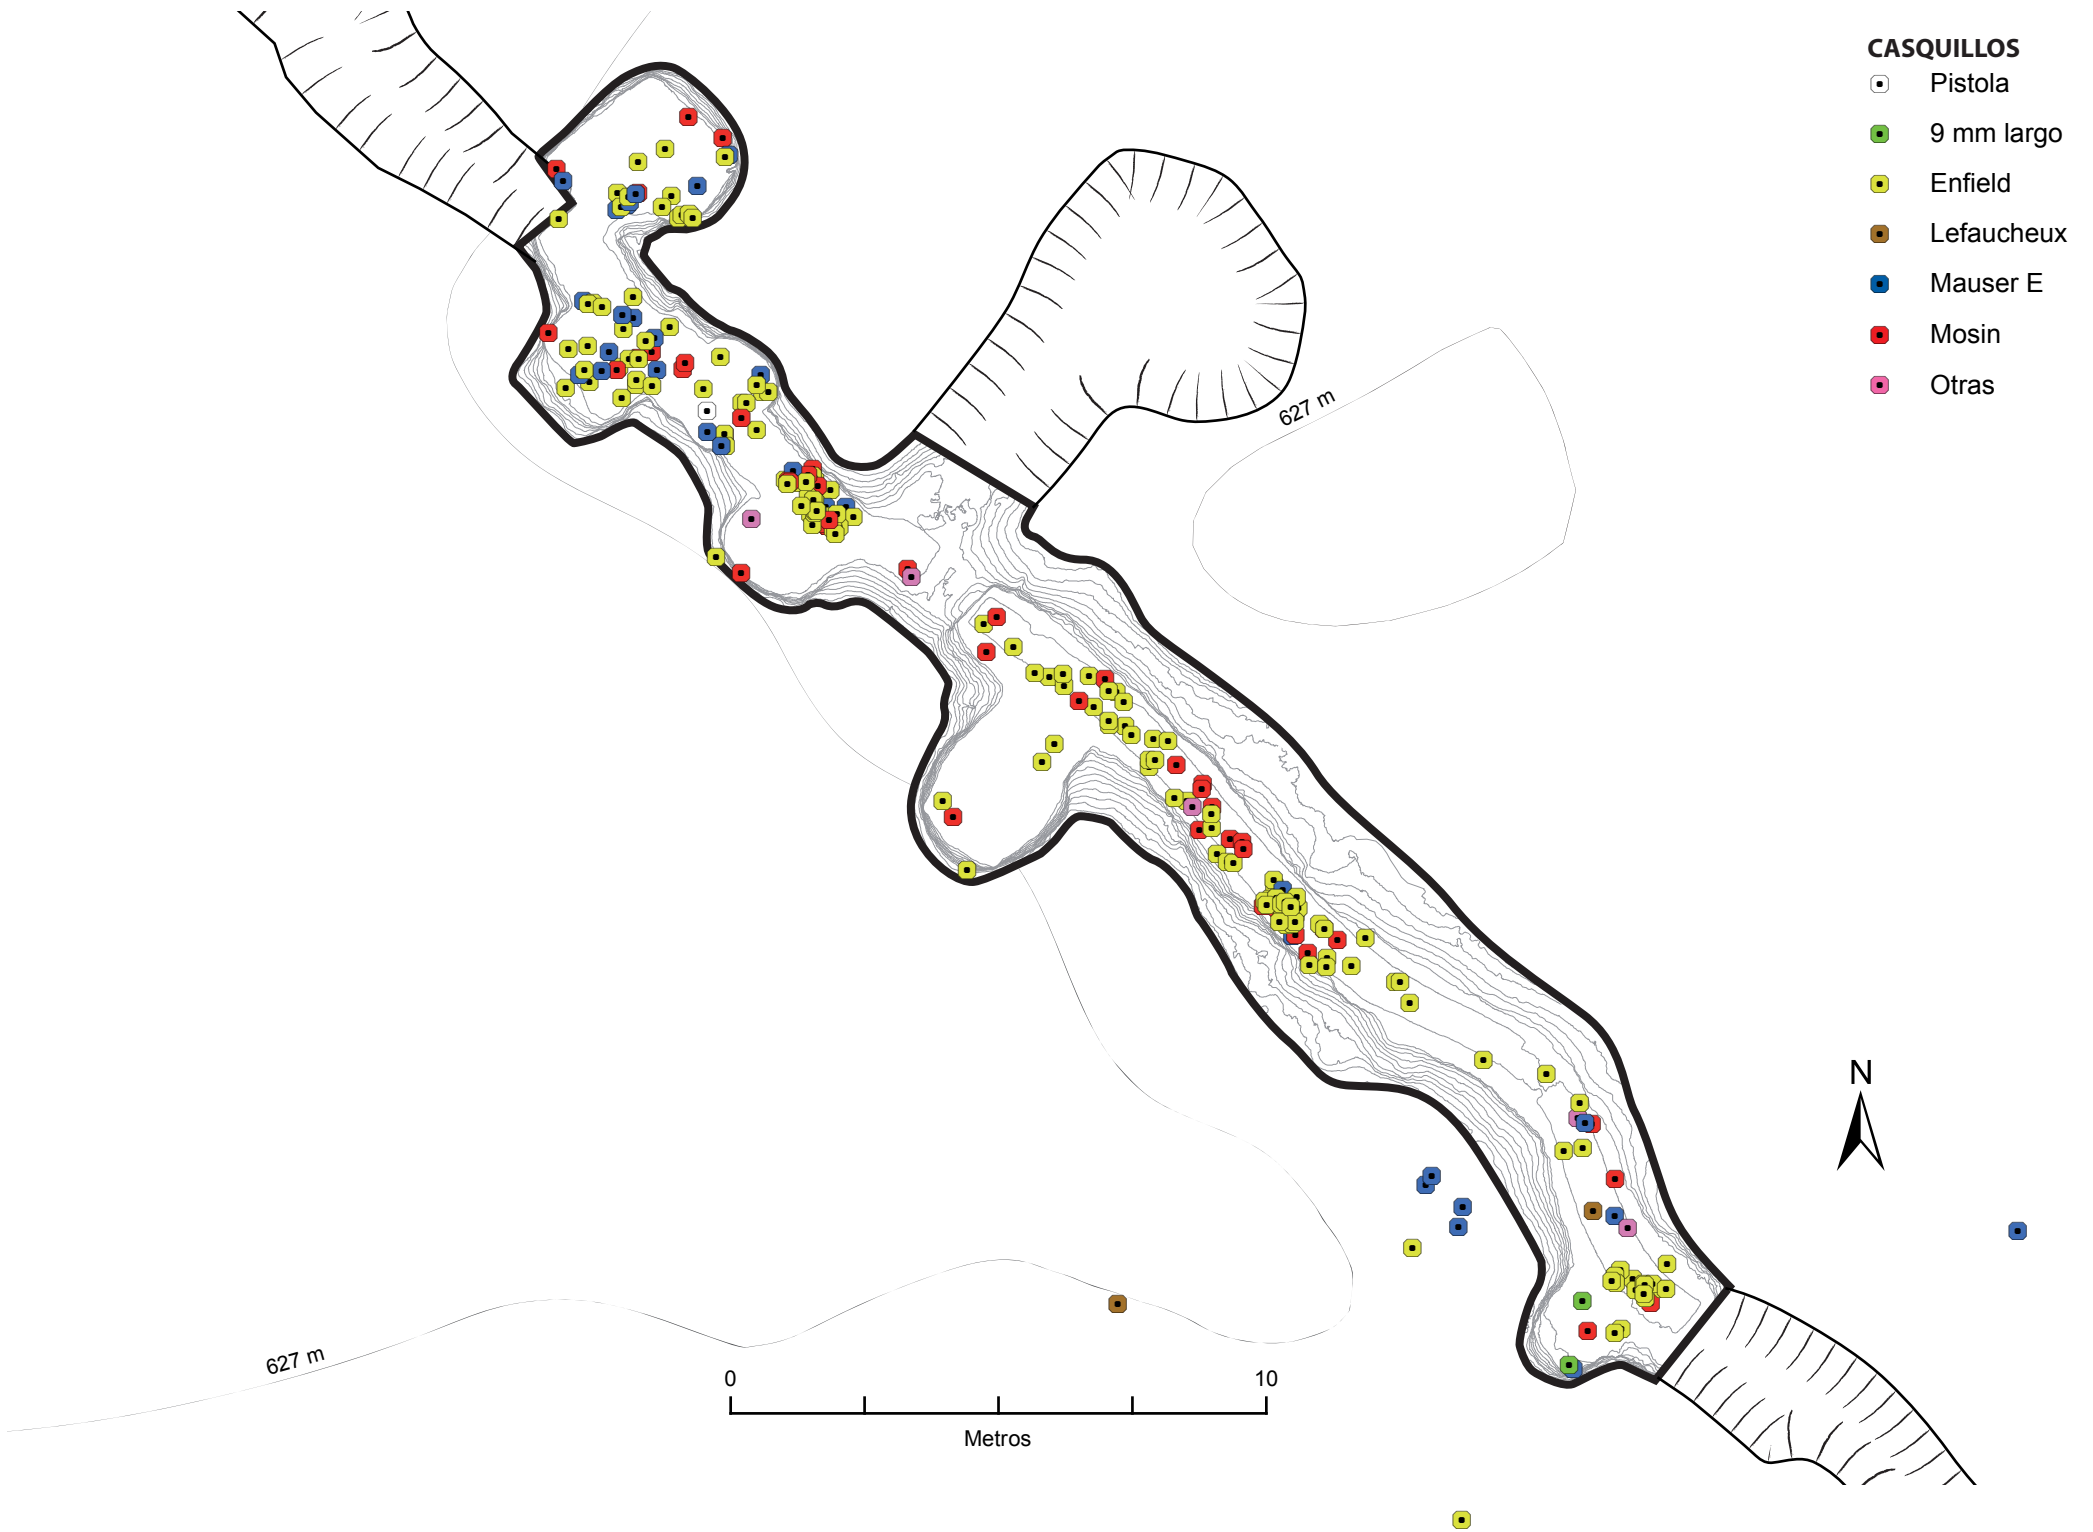 CASQUILLOS
Pistola
9 mm largo
Enfield
Lefaucheux
Mauser E
Mosin
Otras
627 m
N
627 m
0 10
Metros